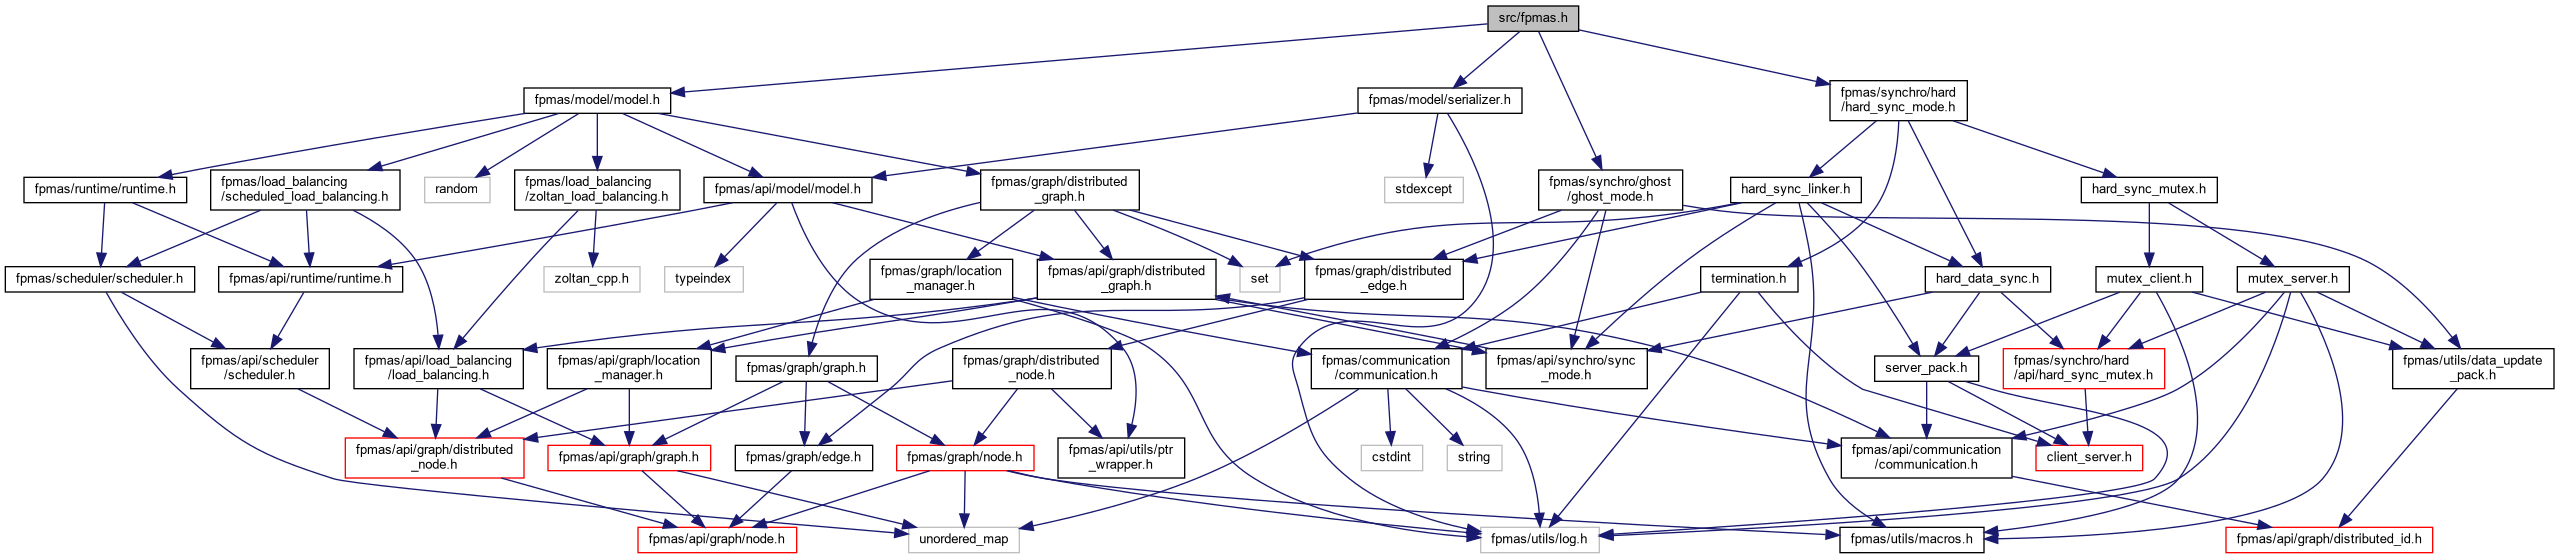 src/fpmas.h
fpmas/model/model.h
fpmas/model/serializer.h
fpmas/synchro/hard
/hard_sync_mode.h
fpmas/runtime/runtime.h
fpmas/load_balancing
/scheduled_load_balancing.h
random
fpmas/load_balancing
/zoltan_load_balancing.h
fpmas/api/model/model.h
fpmas/graph/distributed
_graph.h
stdexcept
fpmas/synchro/ghost
/ghost_mode.h
hard_sync_linker.h
hard_sync_mutex.h
fpmas/scheduler/scheduler.h
fpmas/api/runtime/runtime.h
zoltan_cpp.h
typeindex
fpmas/graph/location
_manager.h
fpmas/api/graph/distributed
_graph.h
set
fpmas/graph/distributed
_edge.h
termination.h
hard_data_sync.h
mutex_client.h
mutex_server.h
fpmas/api/scheduler
/scheduler.h
fpmas/api/load_balancing
/load_balancing.h
fpmas/api/graph/location
_manager.h
fpmas/graph/graph.h
fpmas/graph/distributed
_node.h
fpmas/communication
/communication.h
fpmas/api/synchro/sync
_mode.h
server_pack.h
fpmas/synchro/hard
/api/hard_sync_mutex.h
fpmas/utils/data_update
_pack.h
fpmas/api/graph/distributed
_node.h
fpmas/api/graph/graph.h
fpmas/graph/edge.h
fpmas/graph/node.h
fpmas/api/utils/ptr
_wrapper.h
cstdint
string
fpmas/api/communication
/communication.h
client_server.h
fpmas/api/graph/node.h
unordered_map
fpmas/utils/log.h
fpmas/utils/macros.h
fpmas/api/graph/distributed_id.h